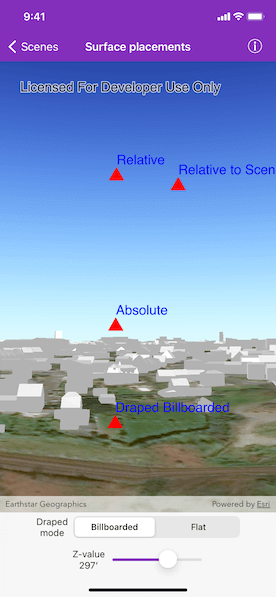 9:41
Scenes
Surface placements
Licensed For Developer Use Only
Relative
Relative to Scen
Absolute
Draped Billboarded
Earthstar Geographics
Powered by Esri
Draped mode
Billboarded
Flat
Z-value
297'